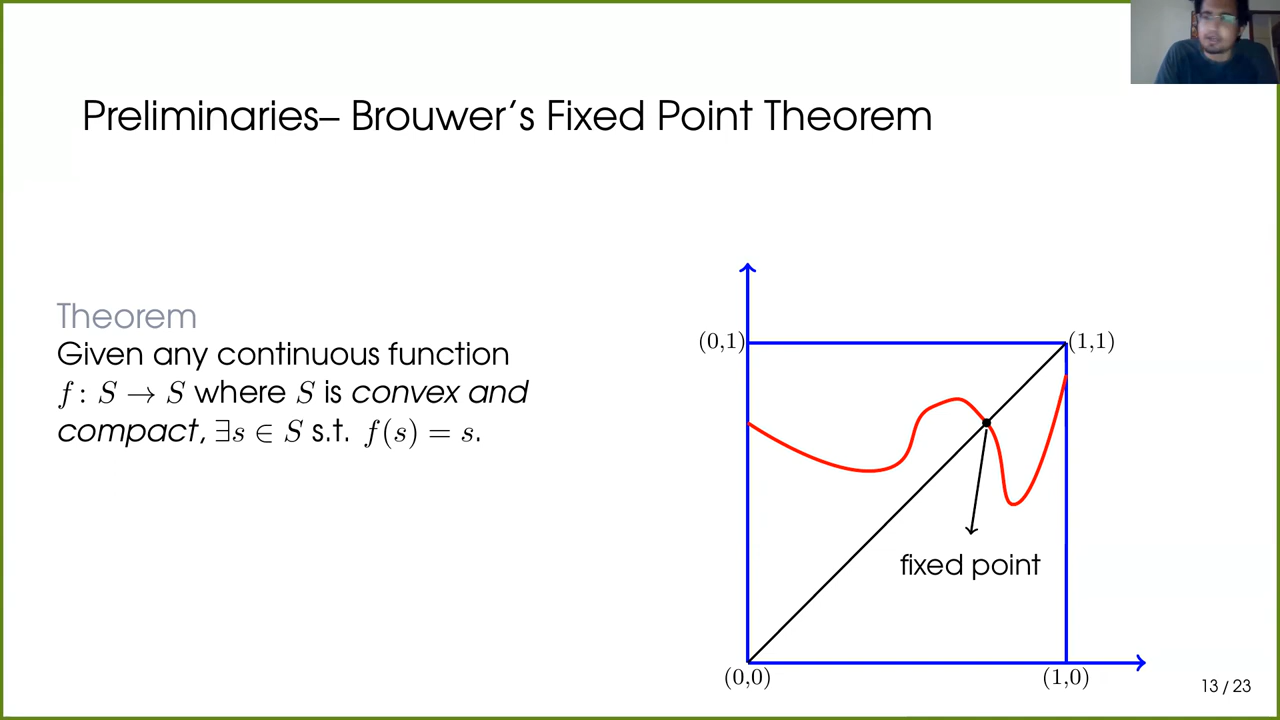 Preliminaries– Brouwer‘s Fixed Point Theorem
Theorem
Given any continuous function
f : S → S where S is convex and
compact, ∃s ∈ S s.t. f(s) = s.
(0,1)
(1,1)
fixed point
(0,0)
(1,0)
13 / 23